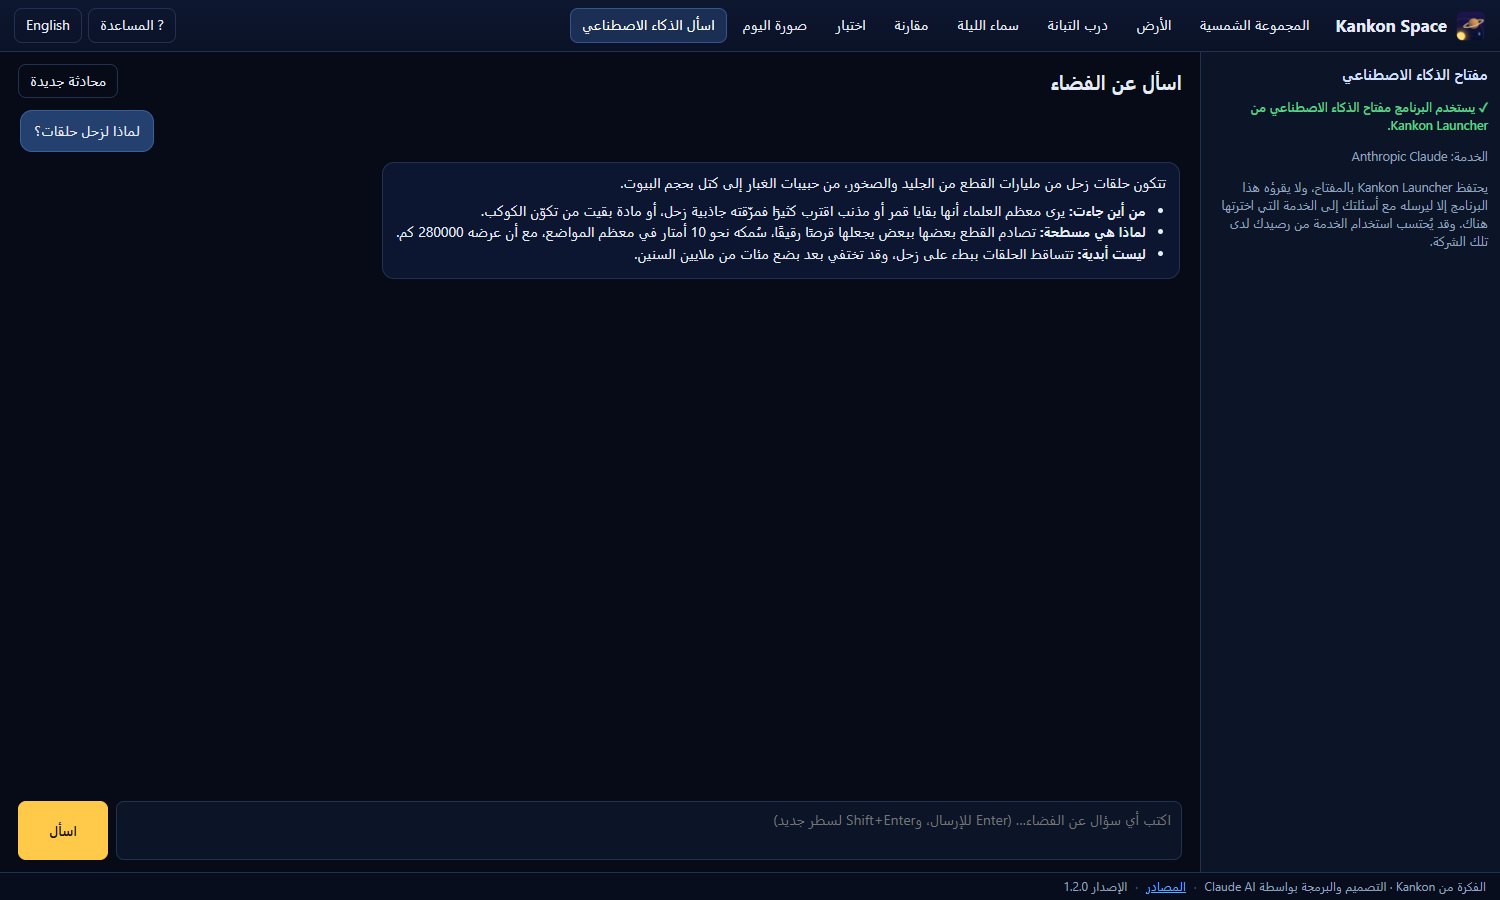 Kankon Space
المجموعة الشمسية
الأرض
درب التبانة
سماء الليلة
مقارنة
اختبار
صورة اليوم
اسأل الذكاء الاصطناعي
? المساعدة
English
مفتاح الذكاء الاصطناعي
✓ يستخدم البرنامج مفتاح الذكاء الاصطناعي من
Kankon Launcher.
الخدمة: Anthropic Claude
يحتفظ Kankon Launcher بالمفتاح، ولا يقرؤه هذا
البرنامج إلا ليرسله مع أسئلتك إلى الخدمة التي اخترتها
هناك. وقد يُحتسب استخدام الخدمة من رصيدك لدى
تلك الشركة.
اسأل عن الفضاء
محادثة جديدة
لماذا لزحل حلقات؟
تتكون حلقات زحل من مليارات القطع من الجليد والصخور، من حبيبات الغبار إلى كتل بحجم البيوت.
• من أين جاءت: يرى معظم العلماء أنها بقايا قمر أو مذنب اقترب كثيرًا فمزّقته جاذبية زحل، أو مادة بقيت من تكوّن الكوكب.
• لماذا هي مسطحة: تصادم القطع بعضها ببعض يجعلها قرصًا رقيقًا، سُمكه نحو 10 أمتار في معظم المواضع، مع أن عرضه 280000 كم.
• ليست أبدية: تتساقط الحلقات ببطء على زحل، وقد تختفي بعد بضع مئات من ملايين السنين.
اكتب أي سؤال عن الفضاء... (Enter للإرسال، وShift+Enter لسطر جديد)
اسأل
الفكرة من Kankon · التصميم والبرمجة بواسطة Claude AI · المصادر · الإصدار 1.2.0